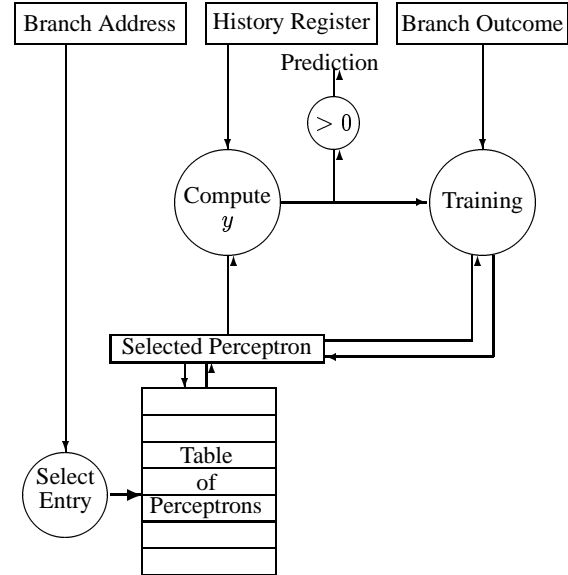 Branch Address
History Register
Branch Outcome
Prediction
> 0
Compute
y
Training
Selected Perceptron
Table
of
Perceptrons
Select
Entry